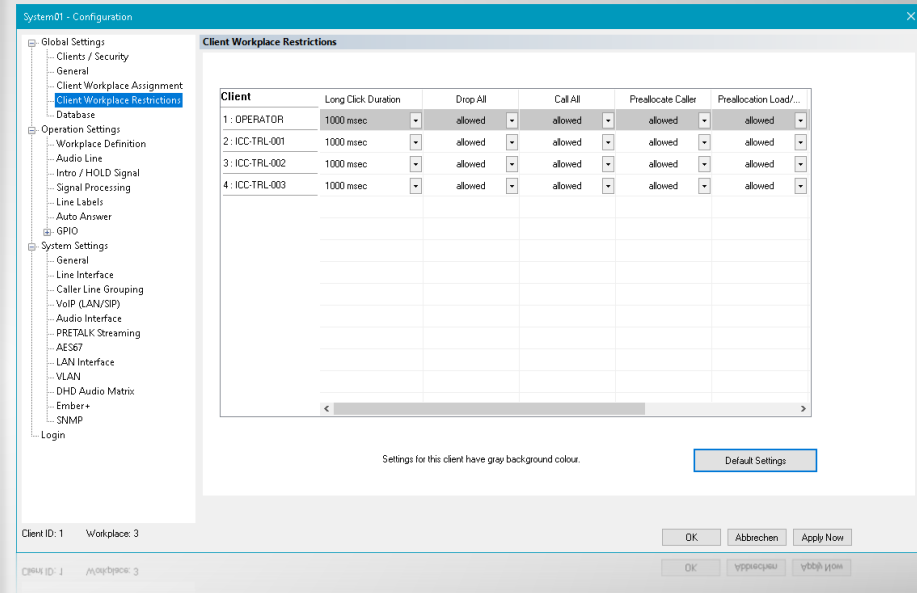 System01 - Configuration
Global Settings
Clients / Security
General
Client Workplace Assignment
Client Workplace Restrictions
Database
Operation Settings
Workplace Definition
Audio Line
Intro / HOLD Signal
Signal Processing
Line Labels
Auto Answer
GPIO
System Settings
General
Line Interface
Caller Line Grouping
VoIP (LAN/SIP)
Audio Interface
PRETALK Streaming
AES67
LAN Interface
VLAN
DHD Audio Matrix
Ember+
SNMP
Login
Client Workplace Restrictions
Client Long Click Duration Drop All Call All Preallocate Caller Preallocation Load/...
1 : OPERATOR 1000 msec allowed allowed allowed allowed
2 : ICC-TRL-001 1000 msec allowed allowed allowed allowed
3 : ICC-TRL-002 1000 msec allowed allowed allowed allowed
4 : ICC-TRL-003 1000 msec allowed allowed allowed allowed
Settings for this client have gray background colour. Default Settings
Client ID: 1 Workplace: 3 OK Abbrechen Apply Now